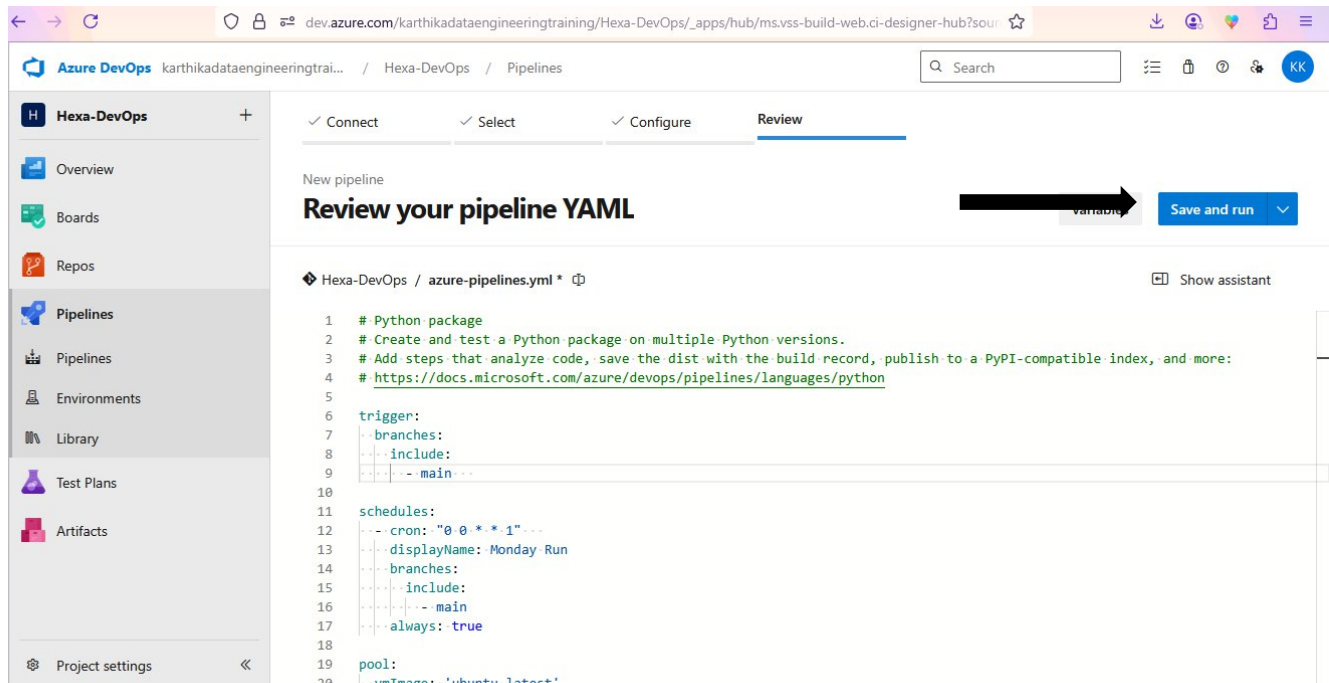 dev.azure.com/karthikadataengineeringtraining/Hexa-DevOps/_apps/hub/ms.vss-build-web.ci-designer-hub?sour
Azure DevOps karthikadataengineeringtrai... / Hexa-DevOps / Pipelines
Search
KK
H Hexa-DevOps +
Overview
Boards
Repos
Pipelines
Pipelines
Environments
Library
Test Plans
Artifacts
Project settings
Connect Select Configure Review
New pipeline
Review your pipeline YAML
Variables Save and run
Hexa-DevOps / azure-pipelines.yml *
Show assistant
1 # Python package
2 # Create and test a Python package on multiple Python versions.
3 # Add steps that analyze code, save the dist with the build record, publish to a PyPI-compatible index, and more:
4 # https://docs.microsoft.com/azure/devops/pipelines/languages/python
5
6 trigger:
7 branches:
8 include:
9 - main
10
11 schedules:
12 - cron: "0 0 * * 1"
13 displayName: Monday Run
14 branches:
15 include:
16 - main
17 always: true
18
19 pool:
20 vmImage: 'ubuntu-latest'